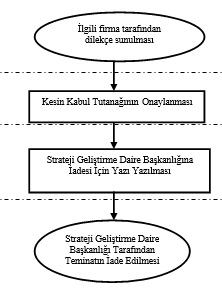 İlgili firma tarafından
dilekçe sunulması
Kesin Kabul Tutanağının Onaylanması
Strateji Geliştirme Daire Başkanlığına
İadesi İçin Yazı Yazılması
Strateji Geliştirme Daire
Başkanlığı Tarafından
Teminatın İade Edilmesi